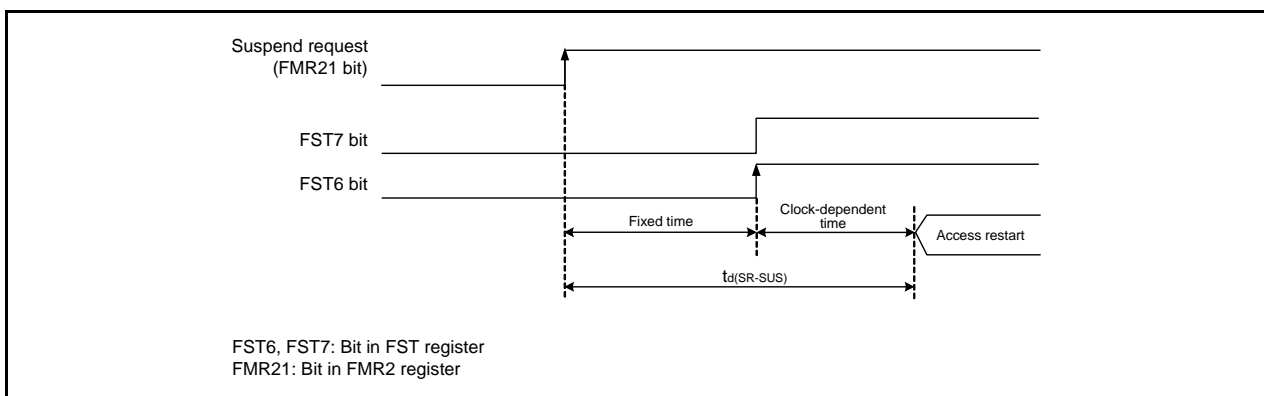 Suspend request
(FMR21 bit)
FST7 bit
FST6 bit
Fixed time
Clock-dependent
time
Access restart
td(SR-SUS)
FST6, FST7: Bit in FST register
FMR21: Bit in FMR2 register